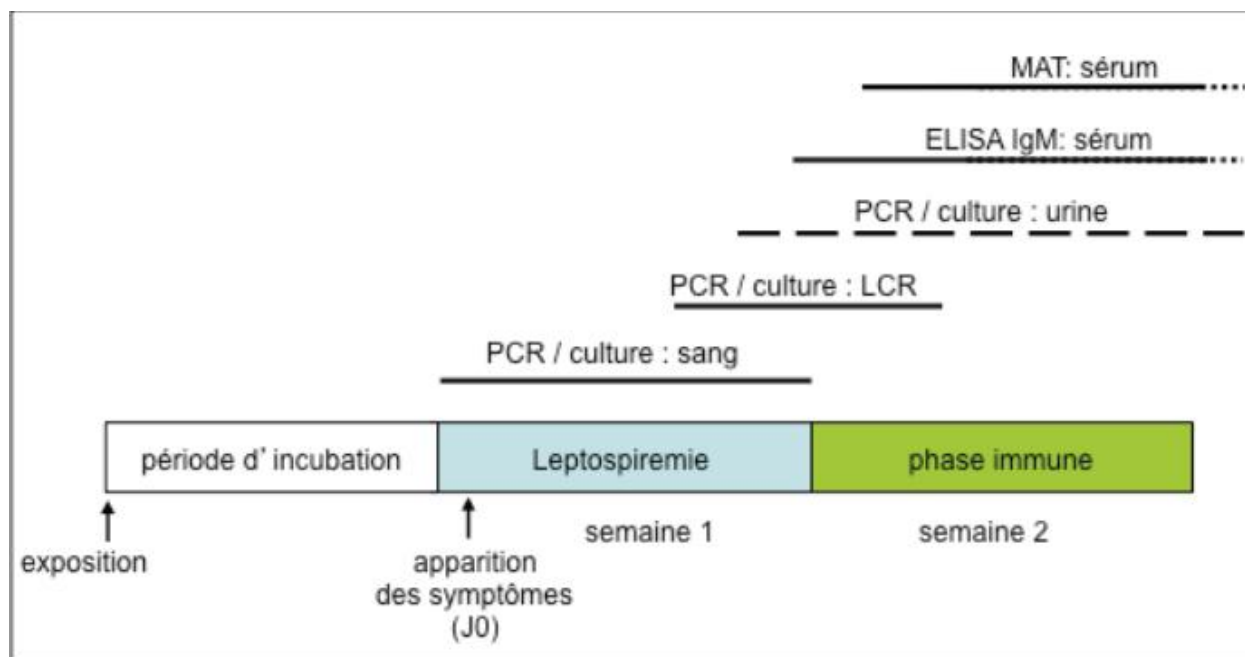 MAT: sérum
ELISA IgM: sérum
PCR / culture : urine
PCR / culture : LCR
PCR / culture : sang
période d' incubation
Leptospiremie
phase immune
semaine 1
semaine 2
exposition
apparition
des symptômes
(J0)